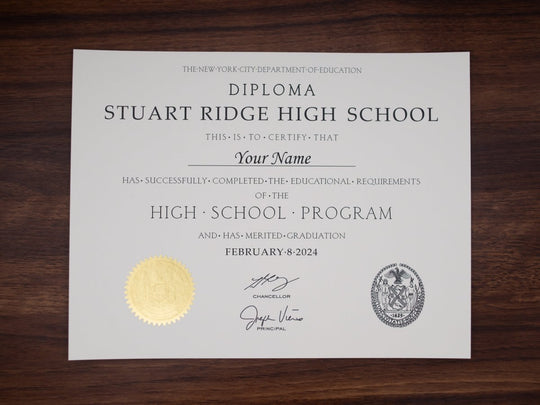 THE·NEW·YORK·CITY·DEPARTMENT·OF·EDUCATION
DIPLOMA
STUART RIDGE HIGH SCHOOL
THIS·IS·TO·CERTIFY·THAT
Your Name
HAS·SUCCESSFULLY·COMPLETED·THE·EDUCATIONAL·REQUIREMENTS
OF·THE
HIGH·SCHOOL·PROGRAM
AND·HAS·MERITED·GRADUATION
FEBRUARY·8·2024
CHANCELLOR
PRINCIPAL